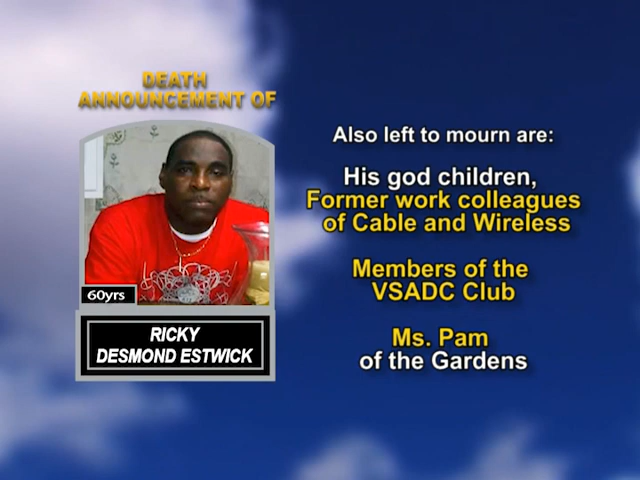 DEATH
ANNOUNCEMENT OF
60yrs
RICKY
DESMOND ESTWICK
Also left to mourn are:
His god children,
Former work colleagues
of Cable and Wireless
Members of the
VSADC Club
Ms. Pam
of the Gardens